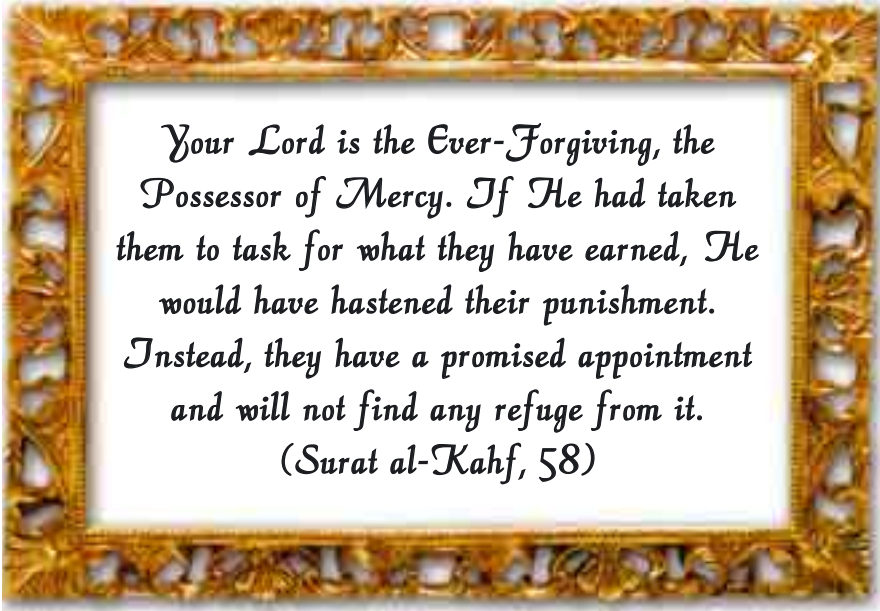 Your Lord is the Ever-Forgiving, the
Possessor of Mercy. If He had taken
them to task for what they have earned, He
would have hastened their punishment.
Instead, they have a promised appointment
and will not find any refuge from it.
(Surat al-Kahf, 58)